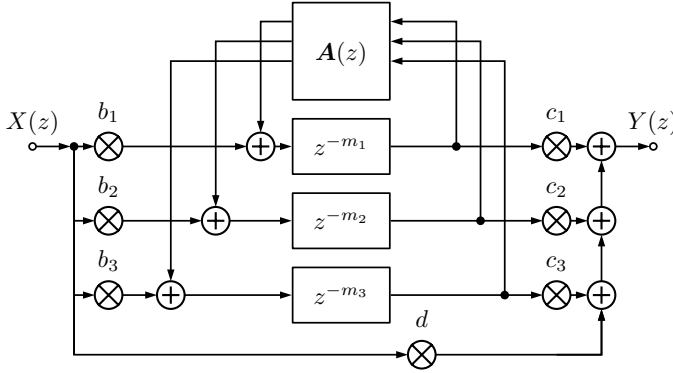 A(z)
X(z) b₁ z⁻ᵐ¹ c₁ Y(z)
b₂ z⁻ᵐ² c₂
b₃ z⁻ᵐ³ c₃
d